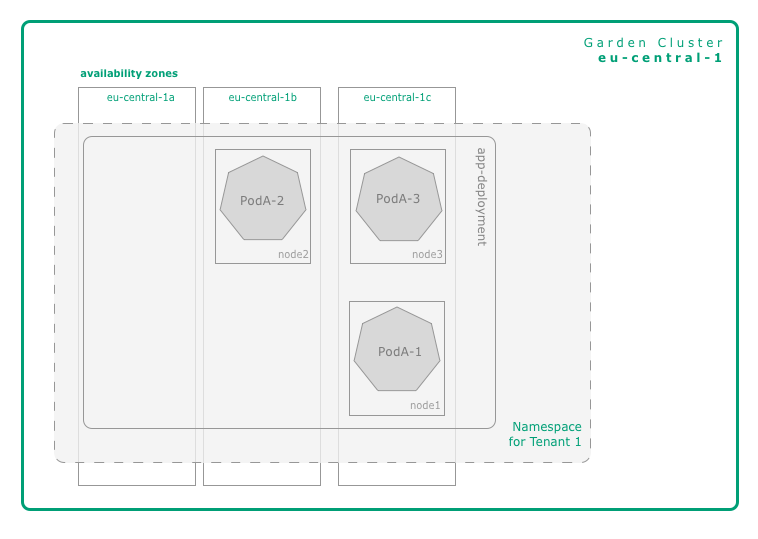 Garden Cluster
eu-central-1
availability zones
eu-central-1a
eu-central-1b
eu-central-1c
PodA-2
node2
PodA-3
node3
app-deployment
PodA-1
node1
Namespace
for Tenant 1